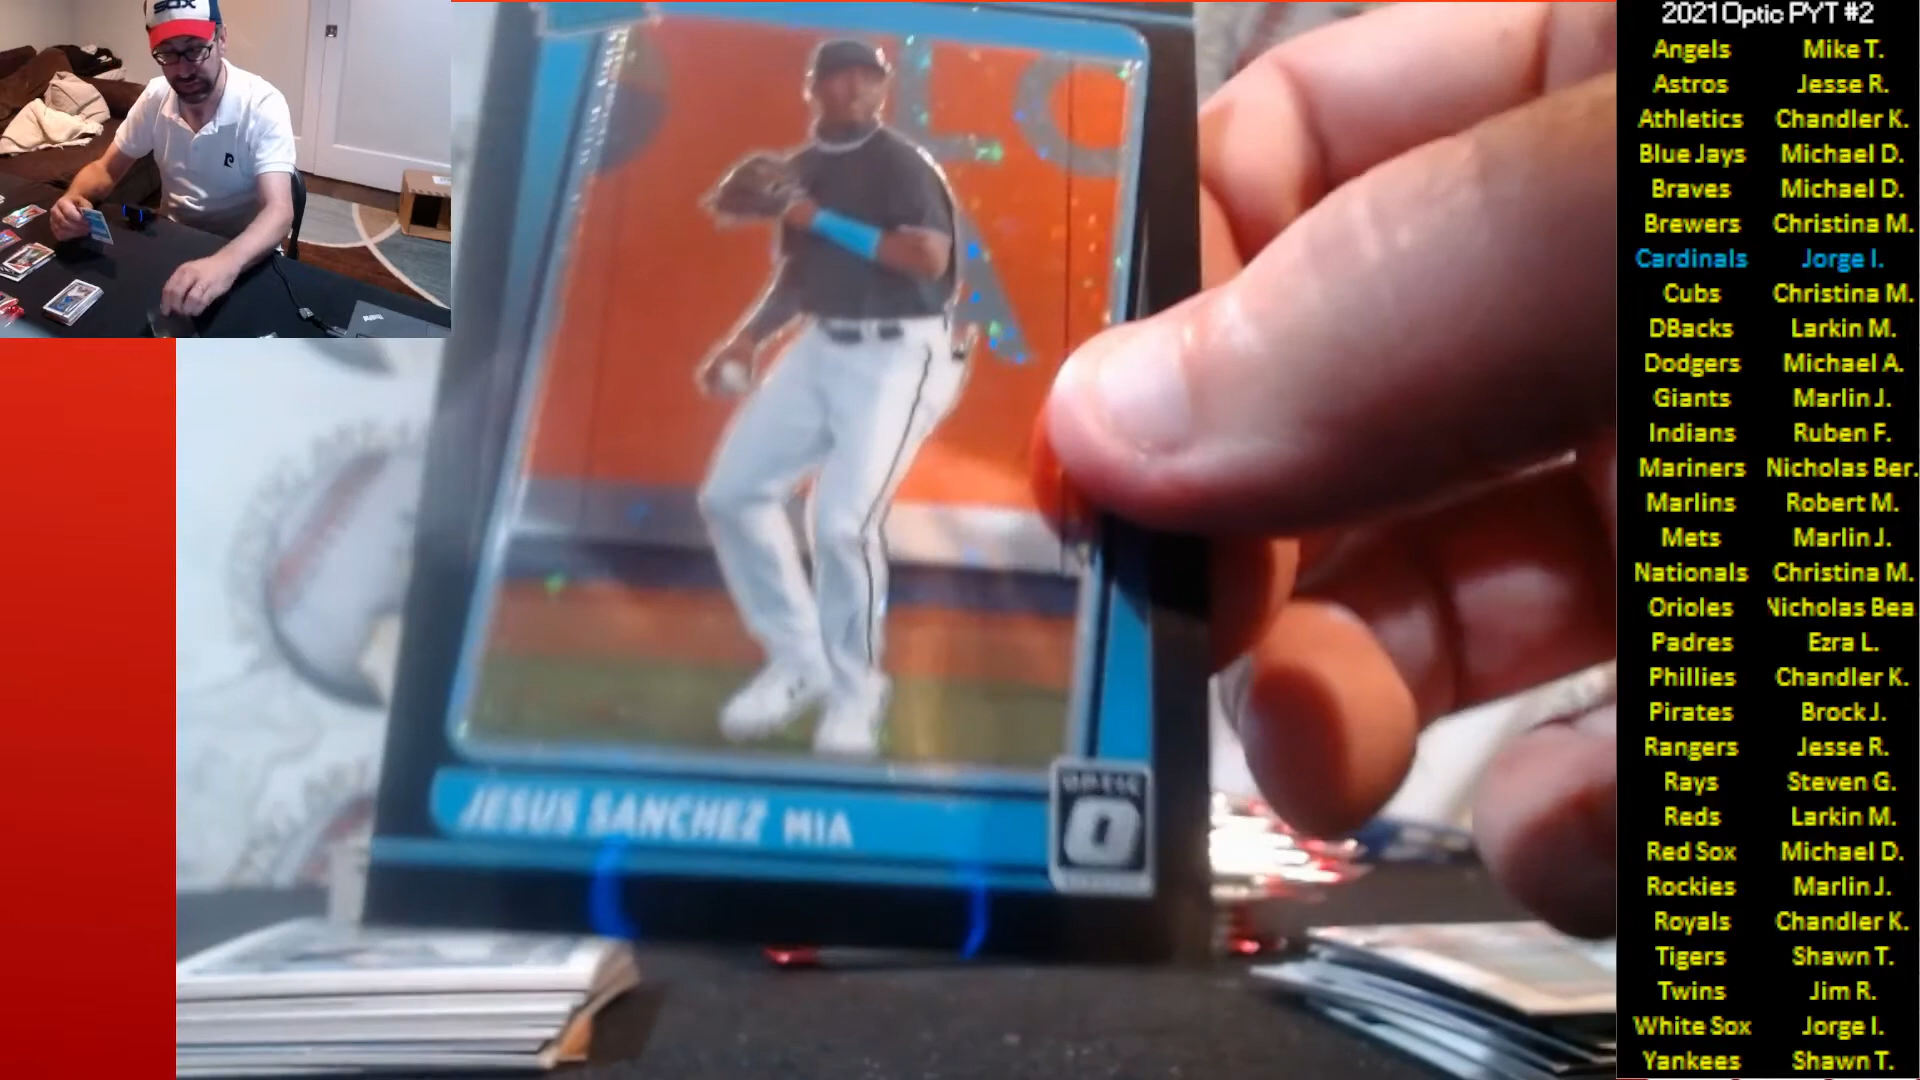 SOX
JESUS SANCHEZ MIA
OPTIC
2021 Optic PYT #2
Angels Mike T.
Astros Jesse R.
Athletics Chandler K.
Blue Jays Michael D.
Braves Michael D.
Brewers Christina M.
Cardinals Jorge I.
Cubs Christina M.
DBacks Larkin M.
Dodgers Michael A.
Giants Marlin J.
Indians Ruben F.
Mariners Nicholas Ber.
Marlins Robert M.
Mets Marlin J.
Nationals Christina M.
Orioles Nicholas Bea
Padres Ezra L.
Phillies Chandler K.
Pirates Brock J.
Rangers Jesse R.
Rays Steven G.
Reds Larkin M.
Red Sox Michael D.
Rockies Marlin J.
Royals Chandler K.
Tigers Shawn T.
Twins Jim R.
White Sox Jorge I.
Yankees Shawn T.